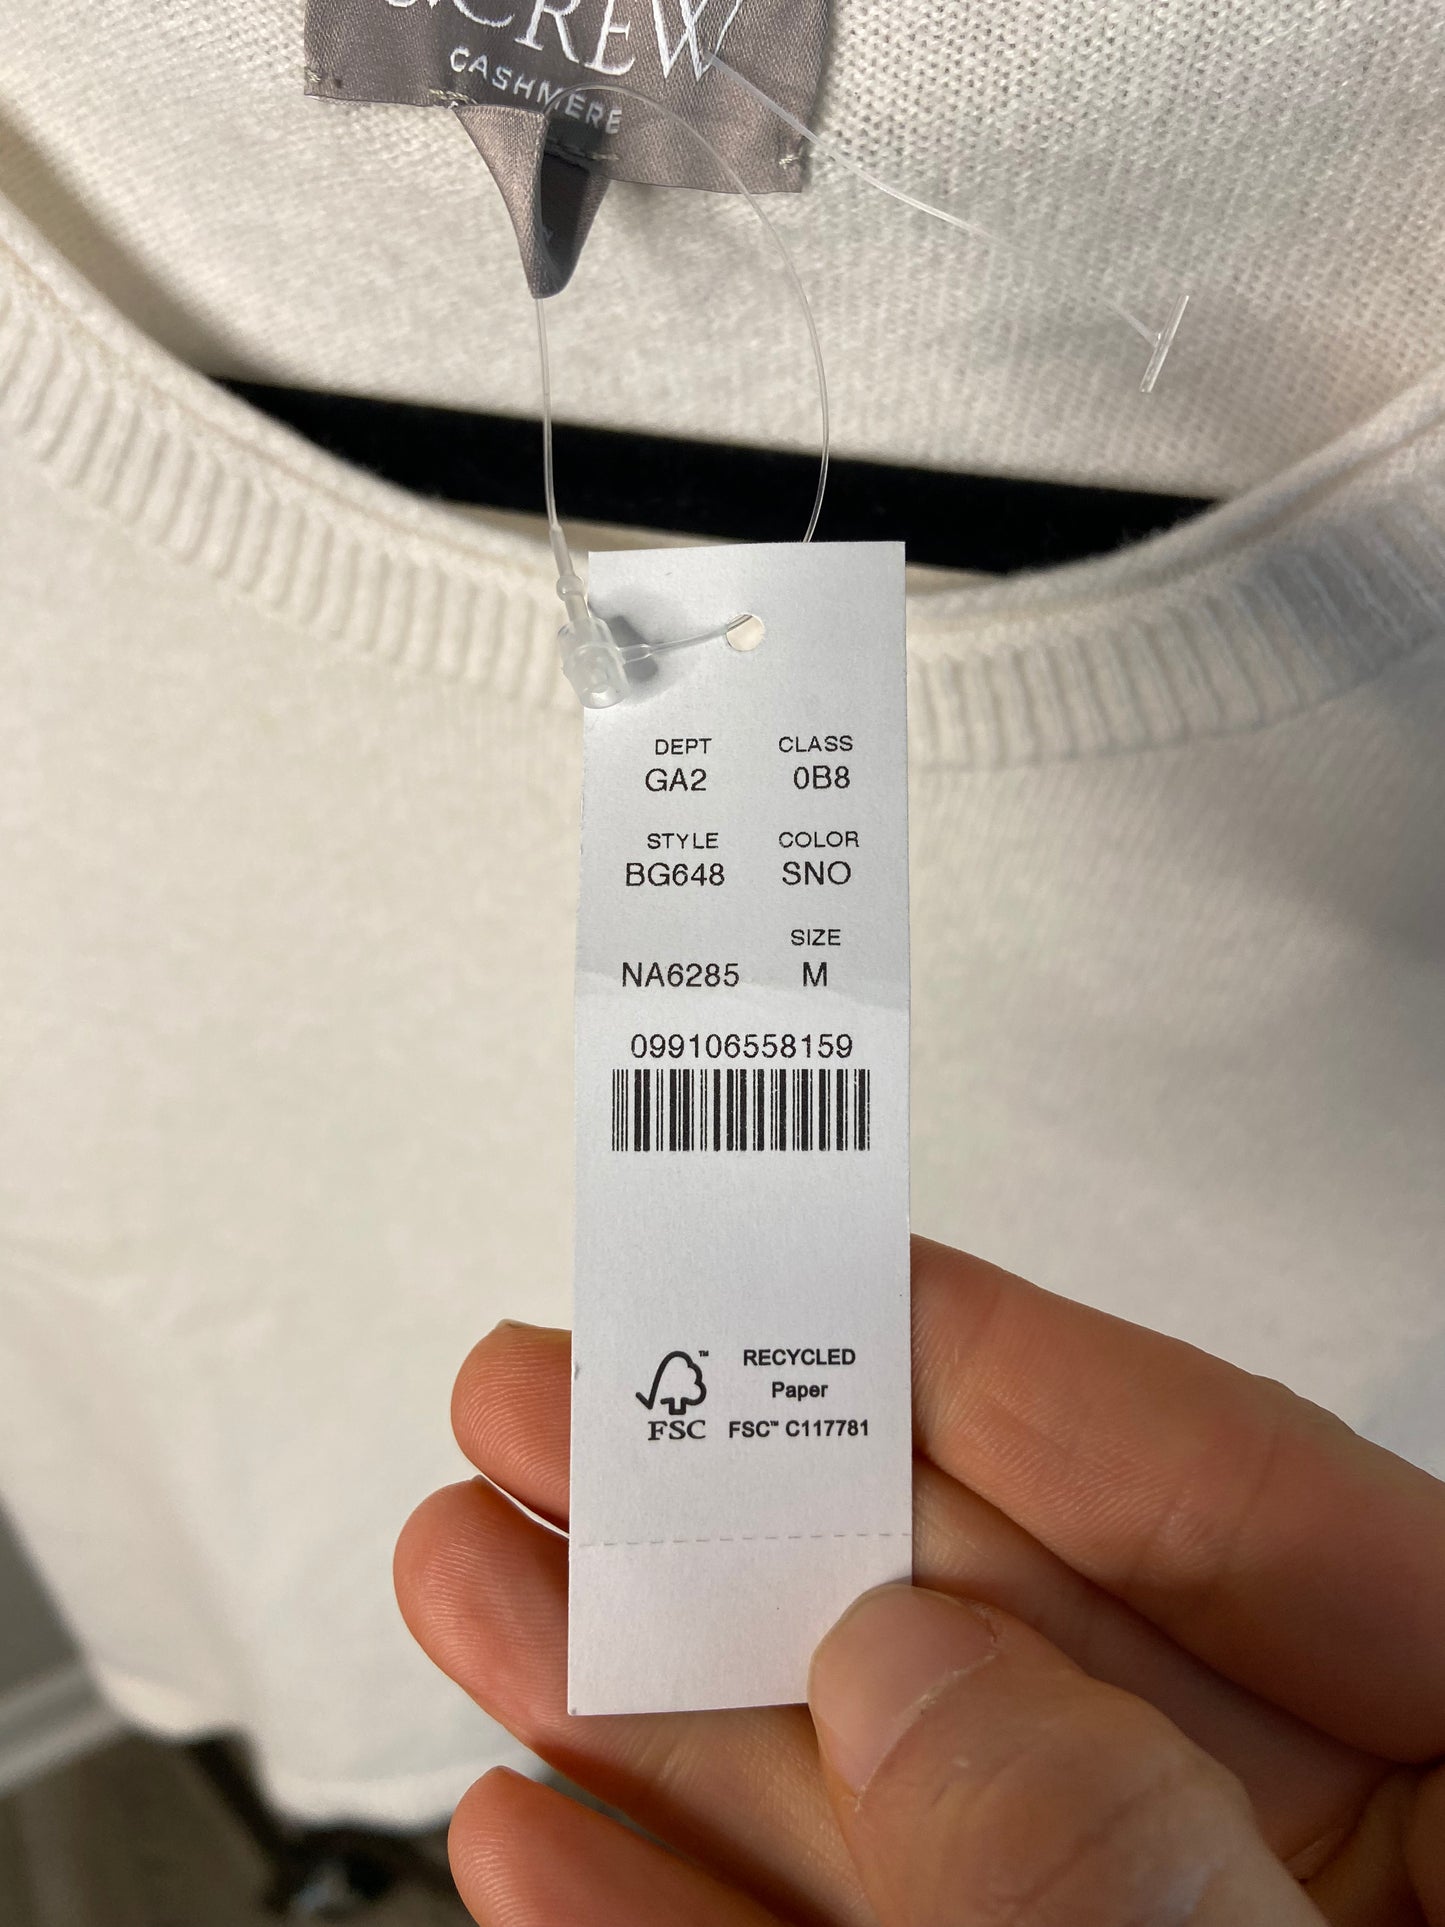 J.CREW
CASHMERE
DEPT CLASS
GA2 0B8
STYLE COLOR
BG648 SNO
SIZE
NA6285 M
099106558159
RECYCLED
Paper
FSC FSC™ C117781